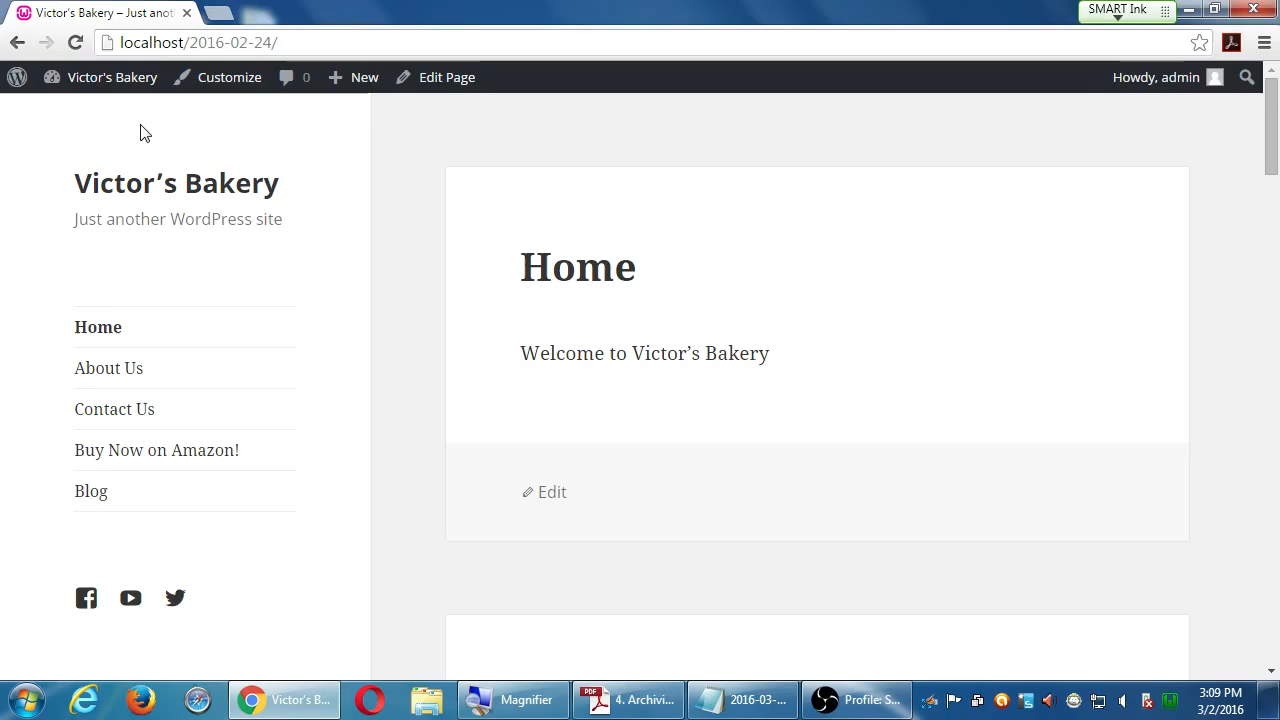 Victor's Bakery – Just anot
SMART Ink
localhost/2016-02-24/
Victor's Bakery
Customize
0
New
Edit Page
Howdy, admin
Victor's Bakery
Just another WordPress site
Home
About Us
Contact Us
Buy Now on Amazon!
Blog
Home
Welcome to Victor's Bakery
Edit
Victor's B...
Magnifier
PDF
4. Archivi...
2016-03-...
Profile: S...
3:09 PM
3/2/2016